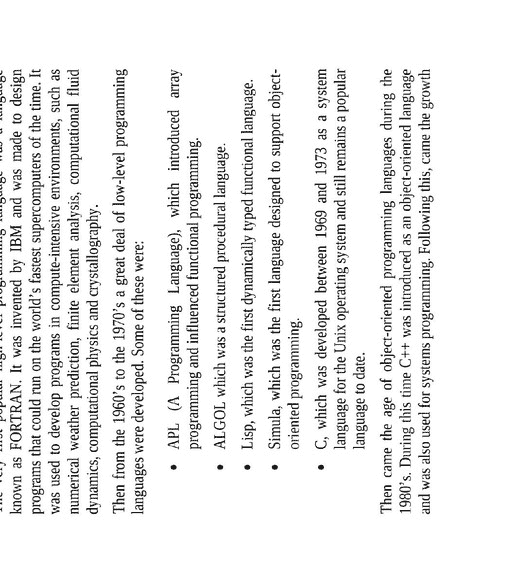 known as FORTRAN. It was invented by IBM and was made to design
programs that could run on the world's fastest supercomputers of the time. It
was used to develop programs in compute-intensive environments, such as
numerical weather prediction, finite element analysis, computational fluid
dynamics, computational physics and crystallography.
Then from the 1960's to the 1970's a great deal of low-level programming
languages were developed. Some of these were:
• APL (A Programming Language), which introduced array
programming and influenced functional programming.
• ALGOL which was a structured procedural language.
• Lisp, which was the first dynamically typed functional language.
• Simula, which was the first language designed to support object-
oriented programming.
• C, which was developed between 1969 and 1973 as a system
language for the Unix operating system and still remains a popular
language to date.
Then came the age of object-oriented programming languages during the
1980's. During this time C++ was introduced as an object-oriented language
and was also used for systems programming. Following this, came the growth